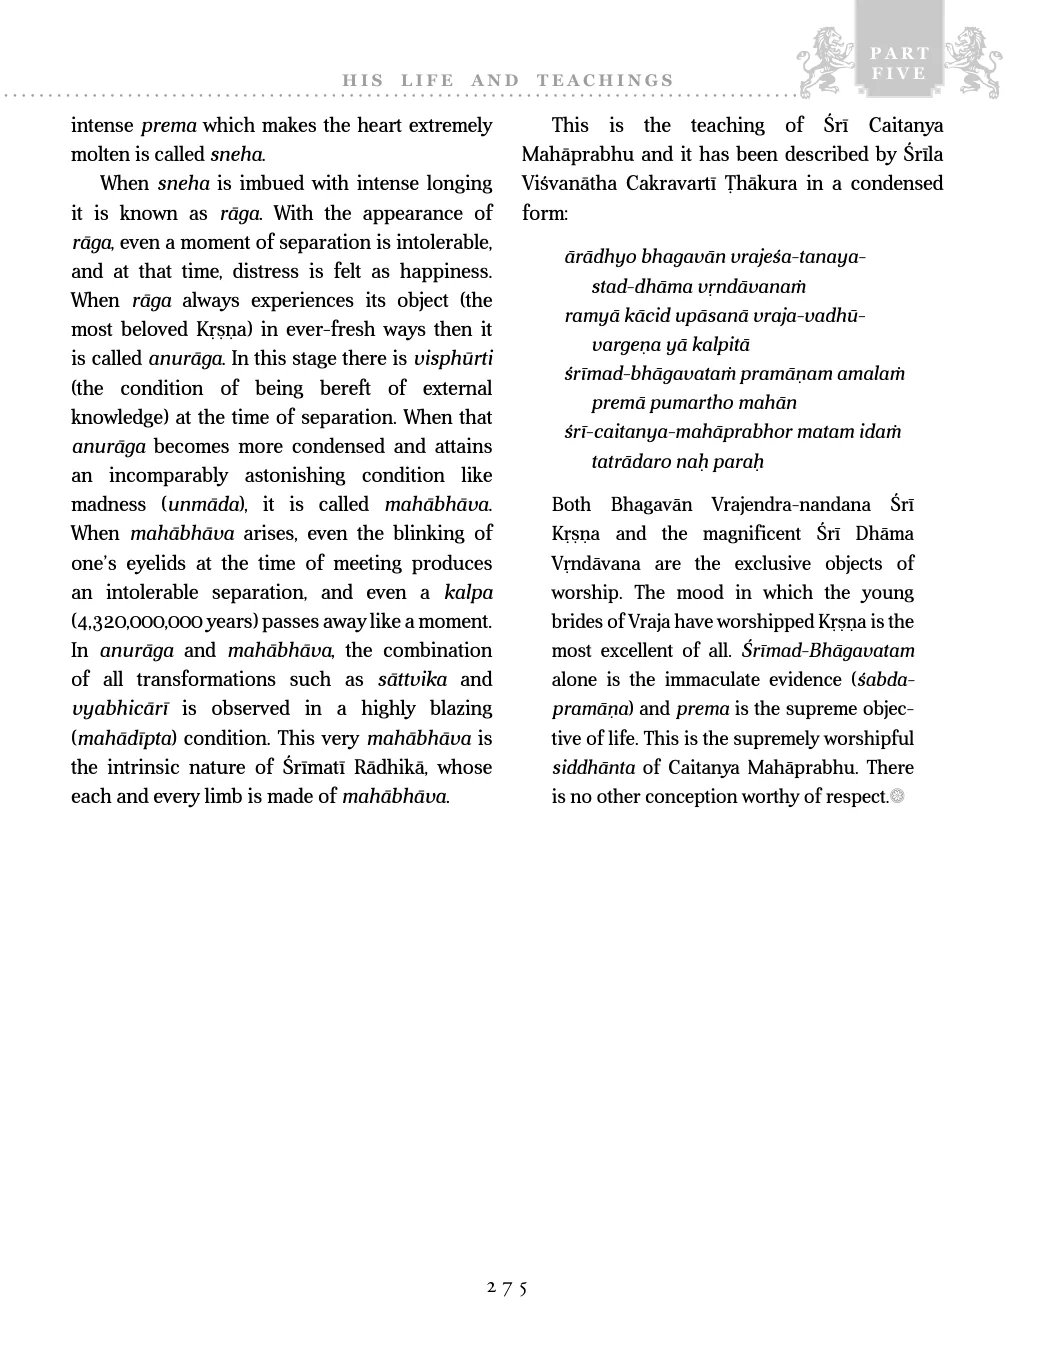 HIS LIFE AND TEACHINGS
PART
FIVE
intense prema which makes the heart extremely
molten is called sneha.
When sneha is imbued with intense longing
it is known as rāga. With the appearance of
rāga, even a moment of separation is intolerable,
and at that time, distress is felt as happiness.
When rāga always experiences its object (the
most beloved Kṛṣṇa) in ever-fresh ways then it
is called anurāga. In this stage there is visphūrti
(the condition of being bereft of external
knowledge) at the time of separation. When that
anurāga becomes more condensed and attains
an incomparably astonishing condition like
madness (unmāda), it is called mahābhāva.
When mahābhāva arises, even the blinking of
one’s eyelids at the time of meeting produces
an intolerable separation, and even a kalpa
(4,320,000,000 years) passes away like a moment.
In anurāga and mahābhāva, the combination
of all transformations such as sāttvika and
vyabhicārī is observed in a highly blazing
(mahādīpta) condition. This very mahābhāva is
the intrinsic nature of Śrīmatī Rādhikā, whose
each and every limb is made of mahābhāva.
This is the teaching of Śrī Caitanya
Mahāprabhu and it has been described by Śrīla
Viśvanātha Cakravartī Ṭhākura in a condensed
form:
ārādhyo bhagavān vrajeśa-tanaya-
stad-dhāma vṛndāvanaṁ
ramyā kācid upāsanā vraja-vadhū-
vargeṇa yā kalpitā
śrīmad-bhāgavataṁ pramāṇam amalaṁ
premā pumartho mahān
śrī-caitanya-mahāprabhor matam idaṁ
tatrādaro naḥ paraḥ
Both Bhagavān Vrajendra-nandana Śrī
Kṛṣṇa and the magnificent Śrī Dhāma
Vṛndāvana are the exclusive objects of
worship. The mood in which the young
brides of Vraja have worshipped Kṛṣṇa is the
most excellent of all. Śrīmad-Bhāgavatam
alone is the immaculate evidence (śabda-
pramāṇa) and prema is the supreme objec-
tive of life. This is the supremely worshipful
siddhānta of Caitanya Mahāprabhu. There
is no other conception worthy of respect.
275